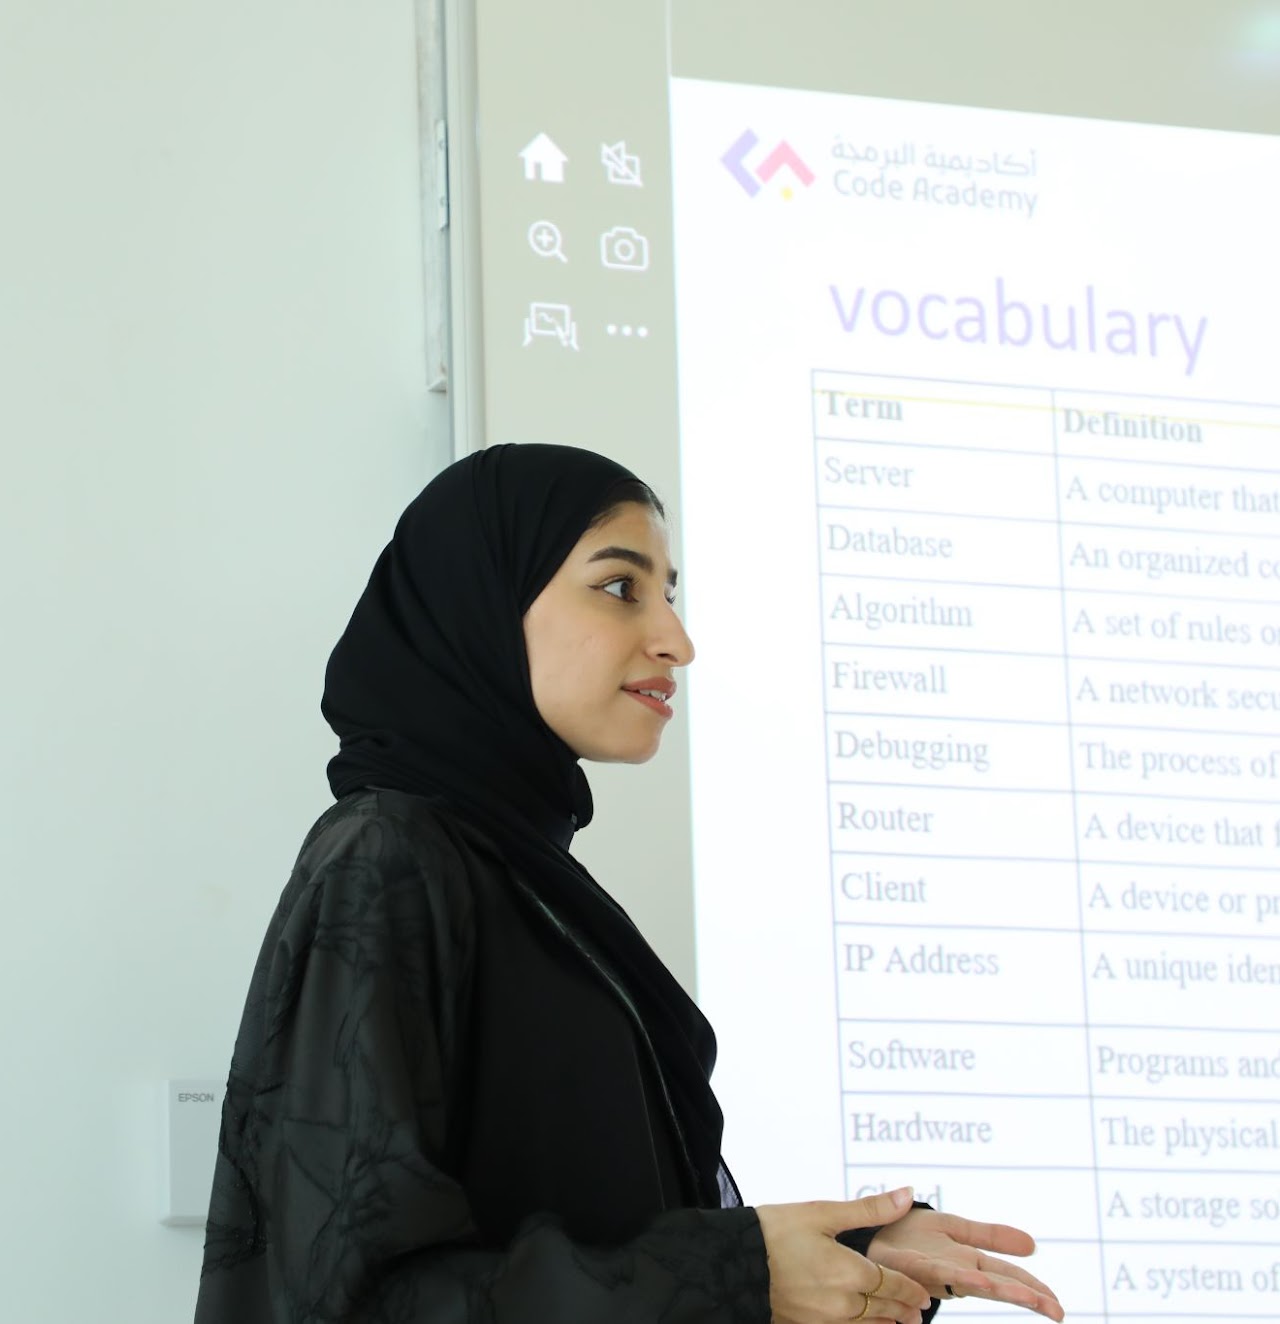 أكاديمية البرمجة
Code Academy
vocabulary
Term Definition
Server A computer that
Database An organized
Algorithm A set of rules
Firewall A network
Debugging The process of
Router A device that
Client A device or
IP Address A unique
Software Programs and
Hardware The physical
Cloud A storage
A system of
EPSON